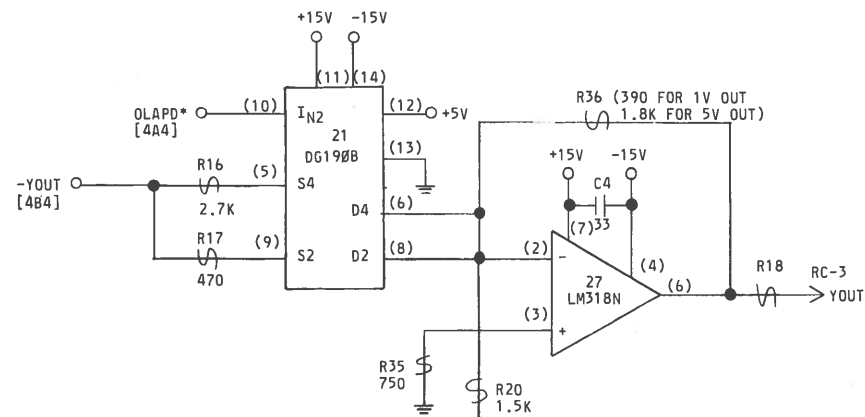 +15V -15V
(11) (14)
OLAPD* (10) IN2 (12) +5V
[4A4]
21
DG190B
(13)
R16 (5) S4
2.7K
-YOUT
[4B4]
D4 (6)
R17 (9) S2 D2 (8)
470
R36 (390 FOR 1V OUT
1.8K FOR 5V OUT)
+15V -15V
C4
33
(7)
(2) -
(4)
27
LM318N
(6)
(3) +
R18 RC-3
YOUT
R35
750
R20
1.5K